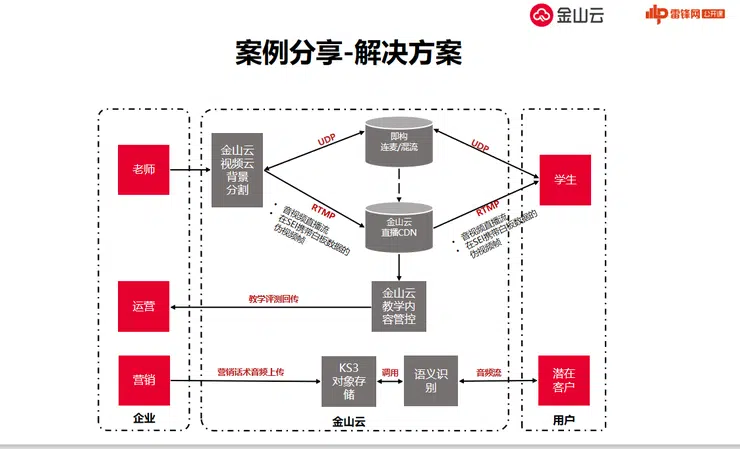 金山云
雷锋网
公开课
案例分享-解决方案
老师
金山云
视频云
背景
分割
UDP
即构
连麦/混流
UDP
学生
RTMP
• 音视频直播流
• 在SEI携带白板数据的
伪视频帧
金山云
直播CDN
RTMP
• 音视频直播流
• 在SEI携带白板数据的
伪视频帧
运营
教学评测回传
金山云
教学内
容管控
营销
营销话术音频上传
KS3
对象存
储
调用
语义识
别
音频流
潜在
客户
企业
金山云
用户